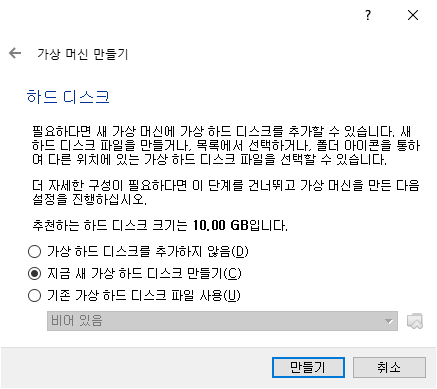 ?
가상 머신 만들기
하드 디스크
필요하다면 새 가상 머신에 가상 하드 디스크를 추가할 수 있습니다. 새
하드 디스크 파일을 만들거나, 목록에서 선택하거나, 폴더 아이콘을 통하
여 다른 위치에 있는 가상 하드 디스크 파일을 선택할 수 있습니다.
더 자세한 구성이 필요하다면 이 단계를 건너뛰고 가상 머신을 만든 다음
설정을 진행하십시오.
추천하는 하드 디스크 크기는 10.00 GB입니다.
가상 하드 디스크를 추가하지 않음(D)
지금 새 가상 하드 디스크 만들기(C)
기존 가상 하드 디스크 파일 사용(U)
비어 있음
만들기 취소